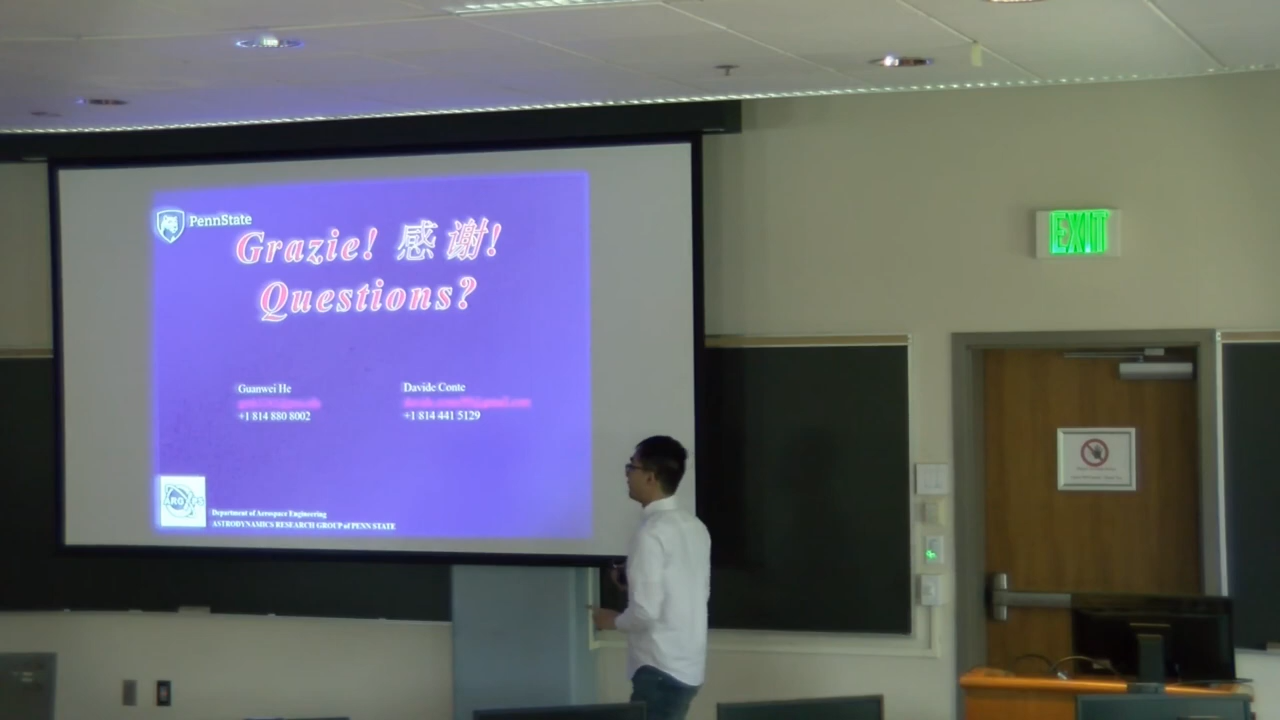 PennState
Grazie! 感谢!
Questions?
Guanwei He
Davide Conte
+1 814 880 8002
+1 814 441 5129
Department of Aerospace Engineering
ASTRODYNAMICS RESEARCH GROUP of PENN STATE
EXIT